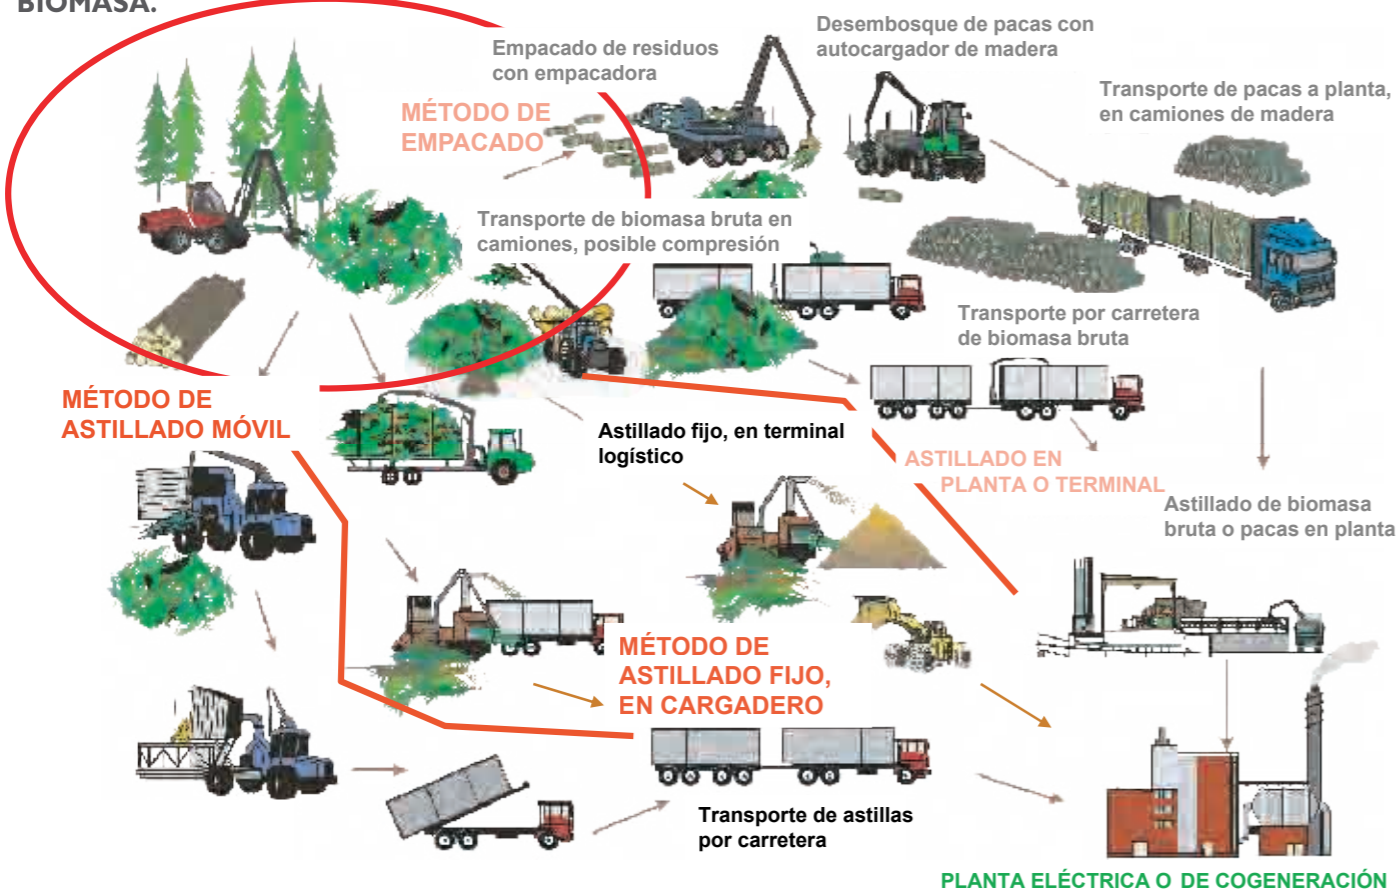 BIOMASA.
Empacado de residuos
con empacadora
Desembosque de pacas con
autocargador de madera
Transporte de pacas a planta,
en camiones de madera
MÉTODO DE
EMPACADO
Transporte de biomasa bruta en
camiones, posible compresión
Transporte por carretera
de biomasa bruta
MÉTODO DE
ASTILLADO MÓVIL
Astillado fijo, en terminal
logístico
ASTILLADO EN
PLANTA O TERMINAL
Astillado de biomasa
bruta o pacas en planta
MÉTODO DE
ASTILLADO FIJO,
EN CARGADERO
Transporte de astillas
por carretera
PLANTA ELÉCTRICA O DE COGENERACIÓN